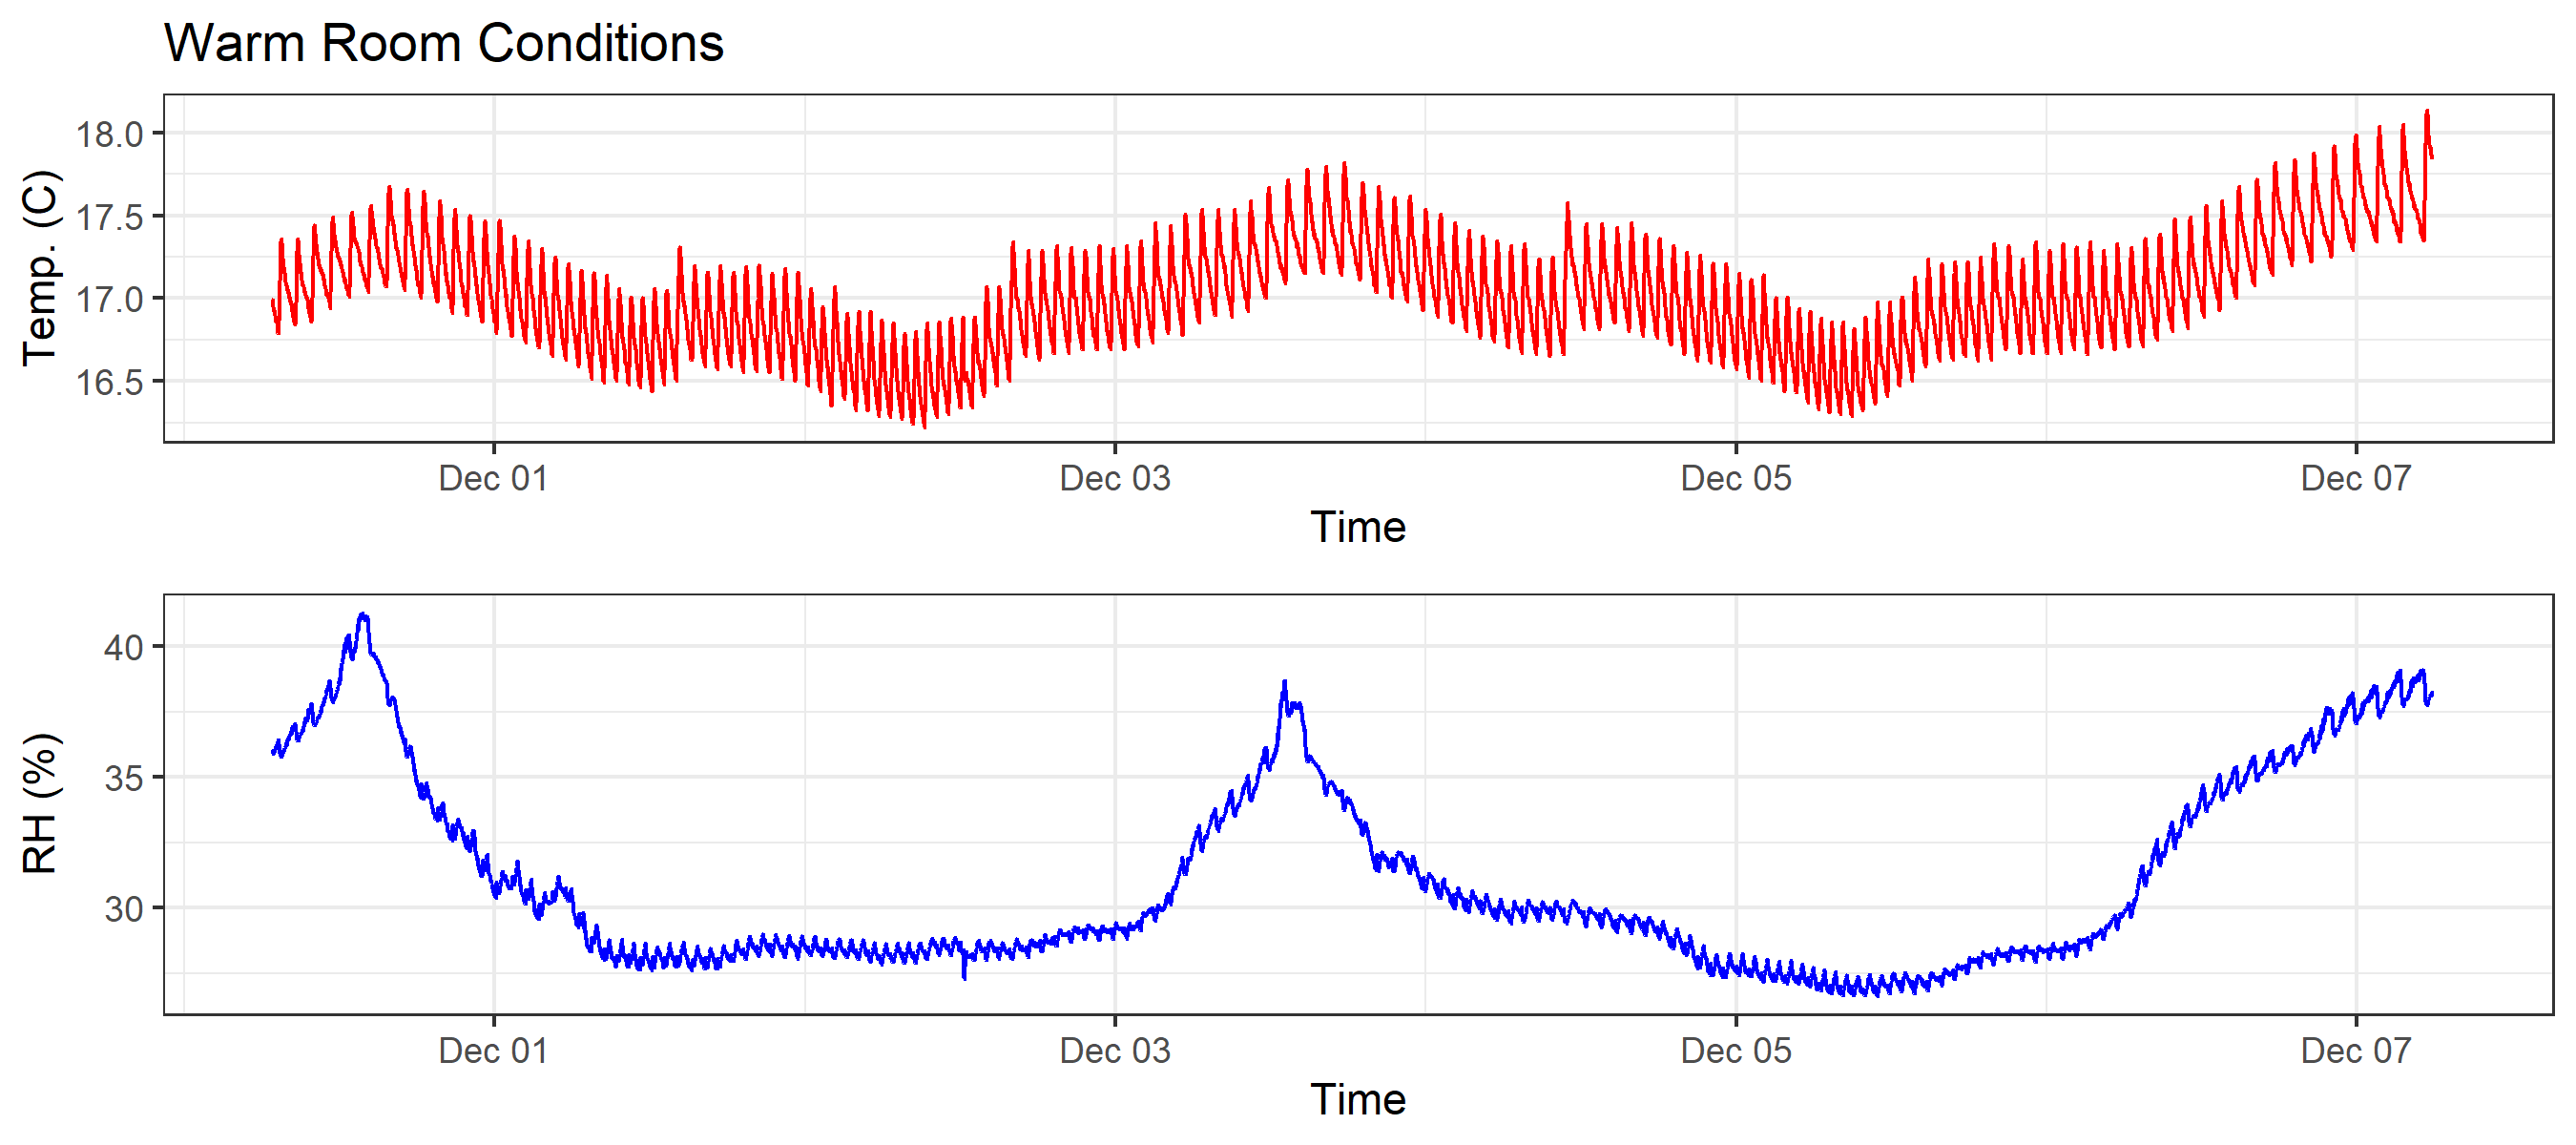 Warm Room Conditions
Temp. (C)
18.0
17.5
17.0
16.5
Dec 01 Dec 03 Dec 05 Dec 07
Time
RH (%)
40
35
30
Dec 01 Dec 03 Dec 05 Dec 07
Time